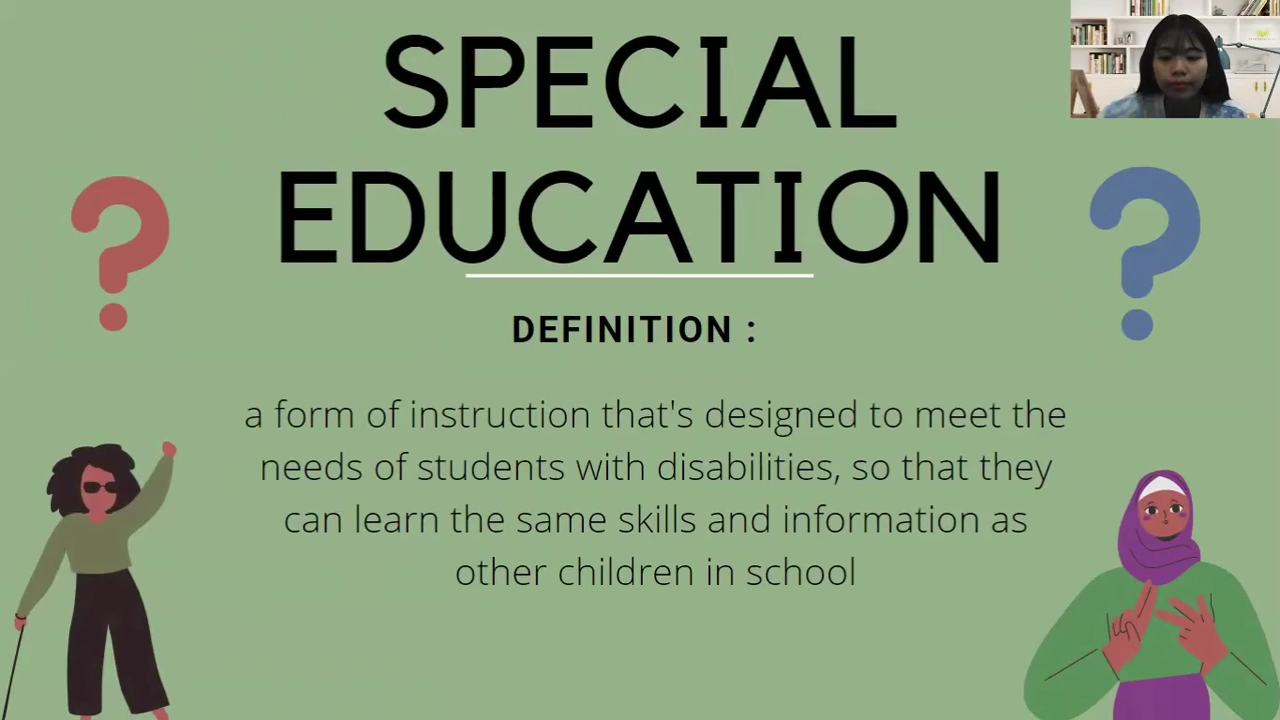 SPECIAL
EDUCATION
DEFINITION :
a form of instruction that's designed to meet the
needs of students with disabilities, so that they
can learn the same skills and information as
other children in school